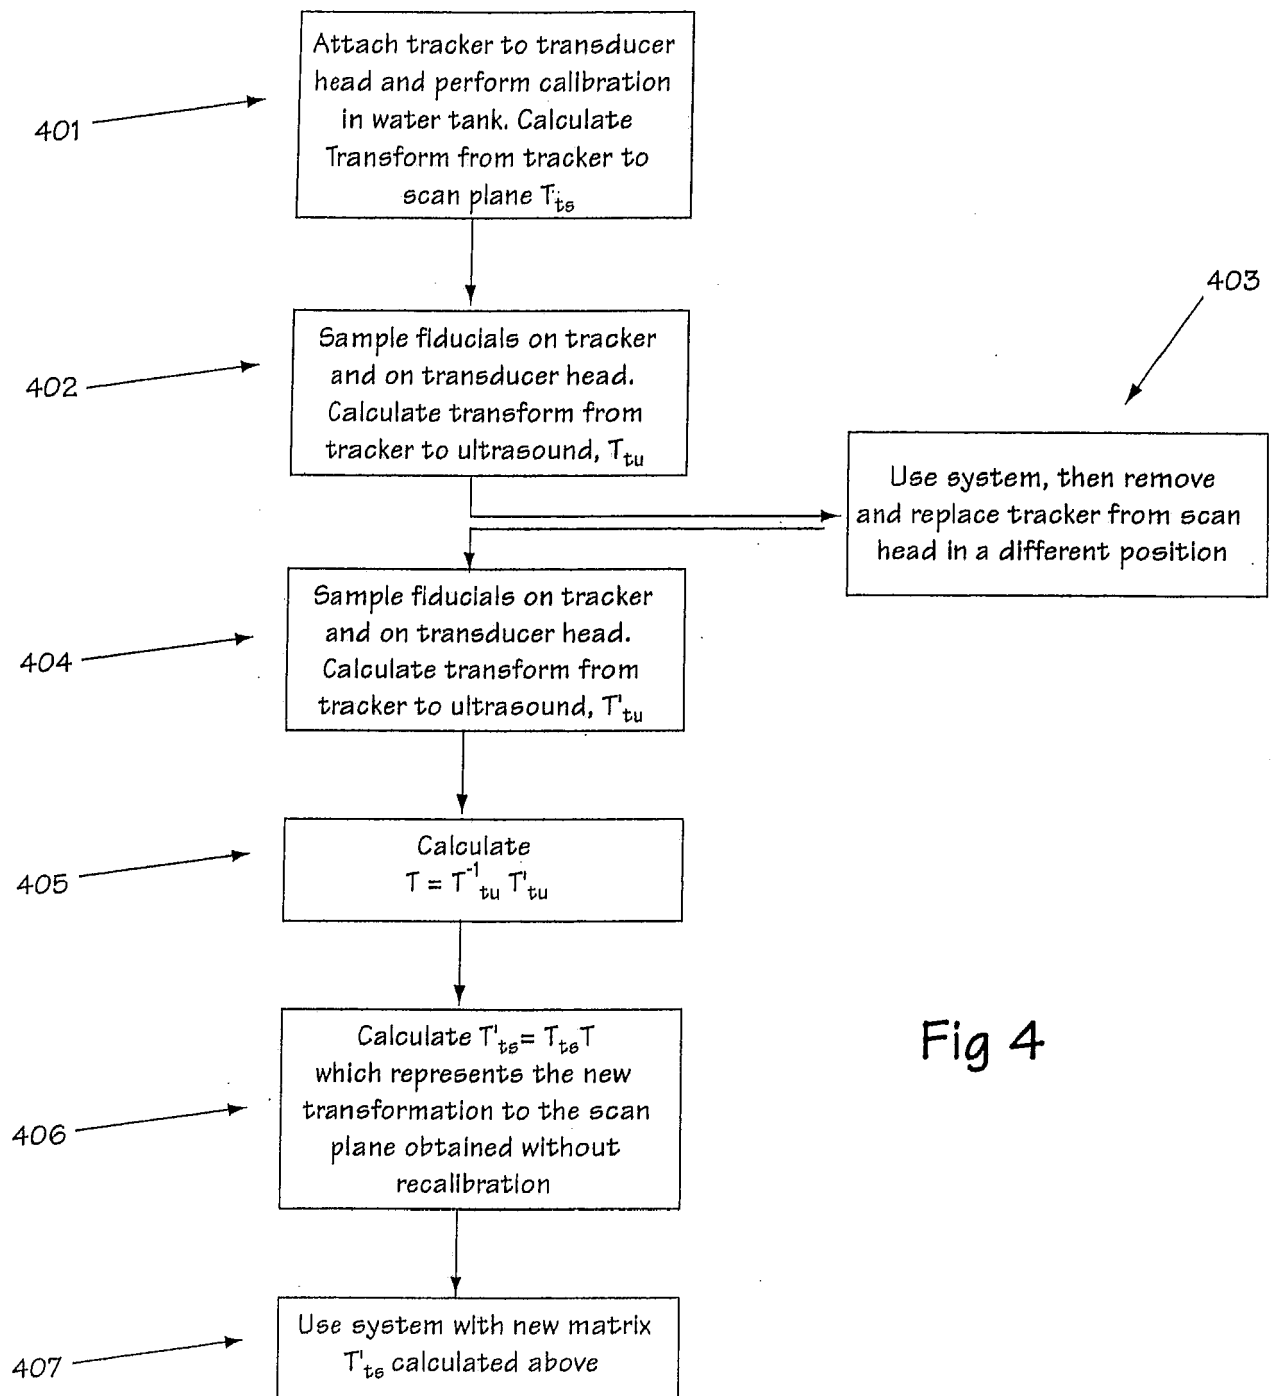 Attach tracker to transducer
head and perform calibration
in water tank. Calculate
Transform from tracker to
scan plane T_ts
401
403
Sample fiducials on tracker
and on transducer head.
Calculate transform from
tracker to ultrasound, T_tu
402
Use system, then remove
and replace tracker from scan
head in a different position
Sample fiducials on tracker
and on transducer head.
Calculate transform from
tracker to ultrasound, T'_tu
404
Calculate
T = T^-1_tu T'_tu
405
Calculate T'_ts = T_ts T
which represents the new
transformation to the scan
plane obtained without
recalibration
406
Fig 4
Use system with new matrix
T'_ts calculated above
407